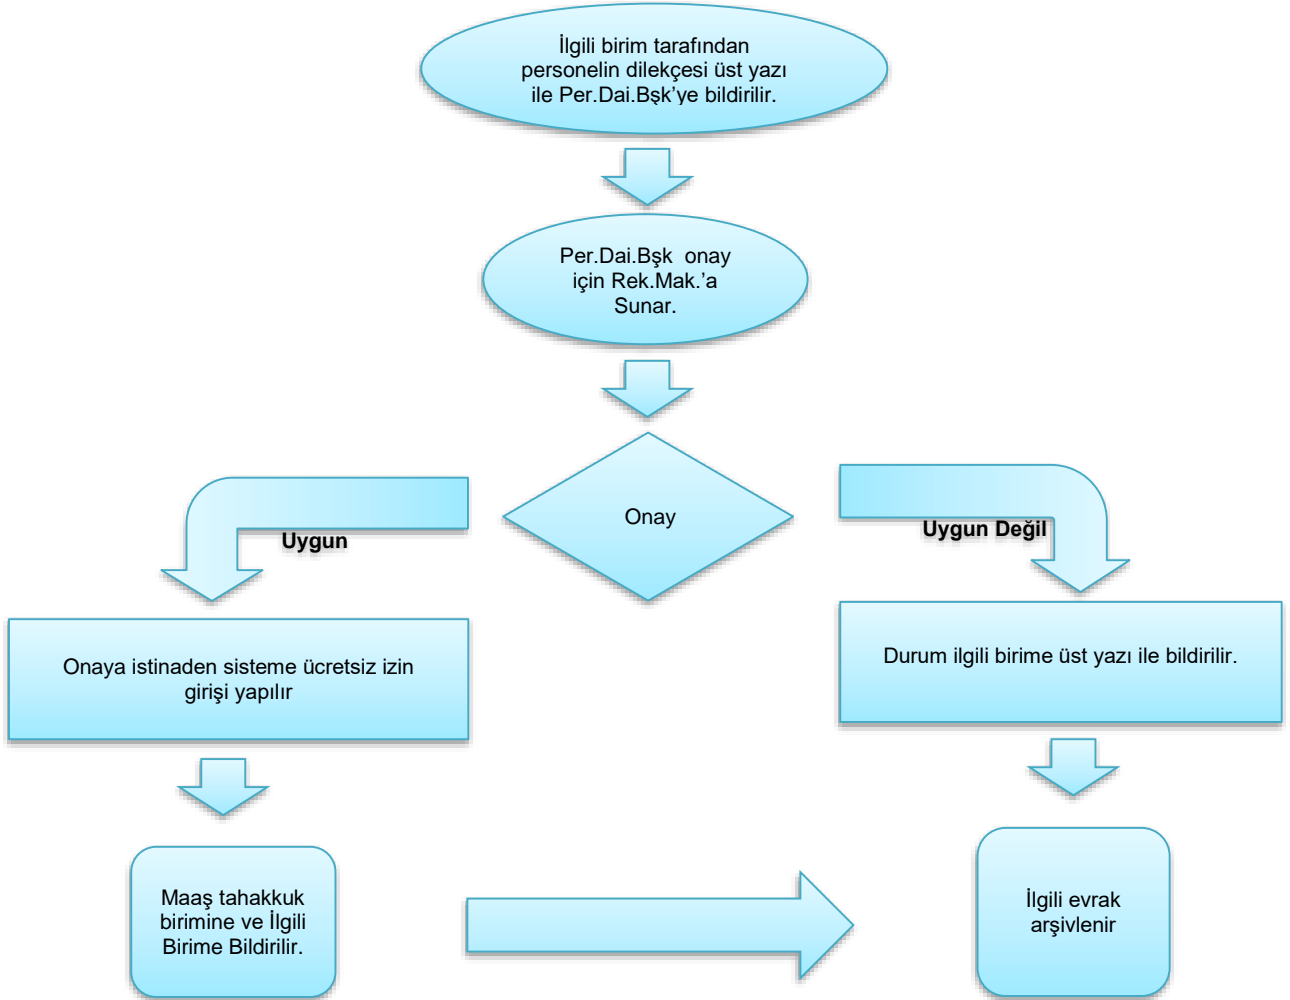 İlgili birim tarafından
personelin dilekçesi üst yazı
ile Per.Dai.Bşk'ye bildirilir.
Per.Dai.Bşk  onay
için Rek.Mak.'a
Sunar.
Onay
Uygun
Uygun Değil
Onaya istinaden sisteme ücretsiz izin
girişi yapılır
Durum ilgili birime üst yazı ile bildirilir.
Maaş tahakkuk
birimine ve İlgili
Birime Bildirilir.
İlgili evrak
arşivlenir